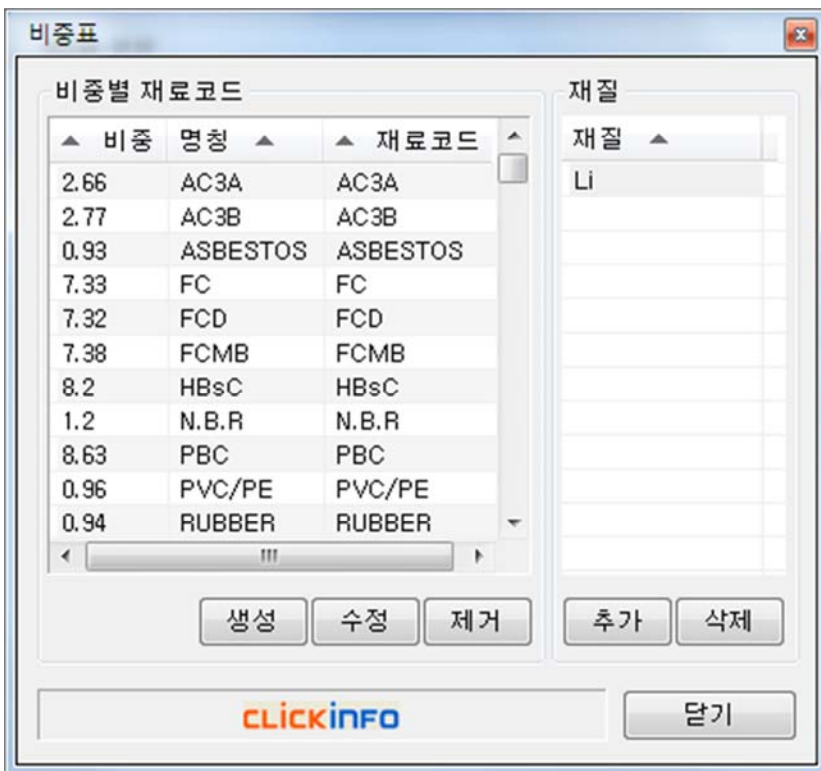 비중표
비중별 재료코드
비중 명칭 재료코드
2.66 AC3A AC3A
2.77 AC3B AC3B
0.93 ASBESTOS ASBESTOS
7.33 FC FC
7.32 FCD FCD
7.38 FCMB FCMB
8.2 HBsC HBsC
1.2 N.B.R N.B.R
8.63 PBC PBC
0.96 PVC/PE PVC/PE
0.94 RUBBER RUBBER
생성 수정 제거
재질
재질
Li
추가 삭제
CLiCKiNFO
닫기